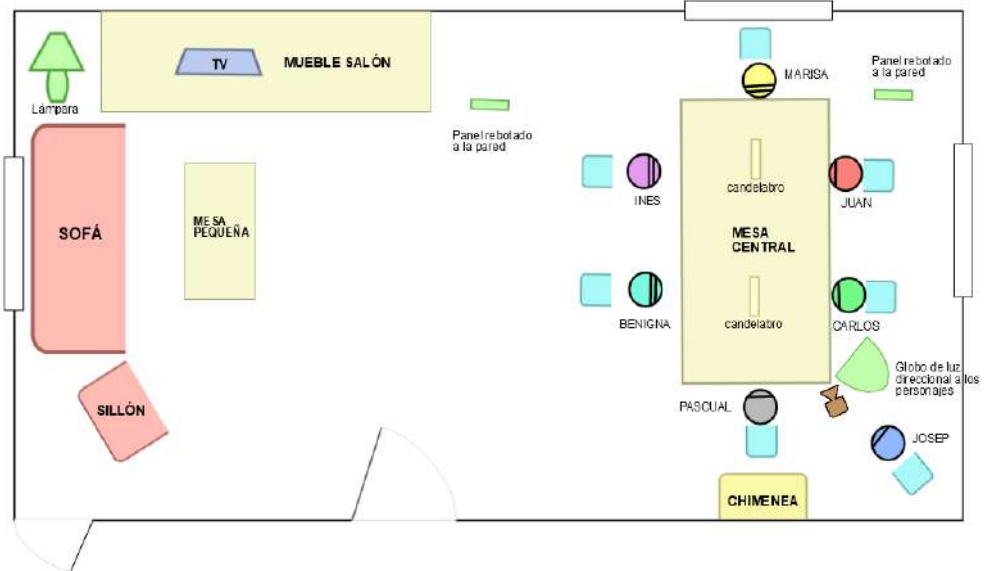 TV
MUEBLE SALÓN
Lámpara
Panel rebotado
a la pared
MARISA
Panel rebotado
a la pared
INES
candelabro
JUAN
SOFÁ
MESA
PEQUEÑA
MESA
CENTRAL
BENIGNA
candelabro
CARLOS
Globo de luz
direccional a los
personajes
SILLÓN
PASCUAL
JOSEP
CHIMENEA